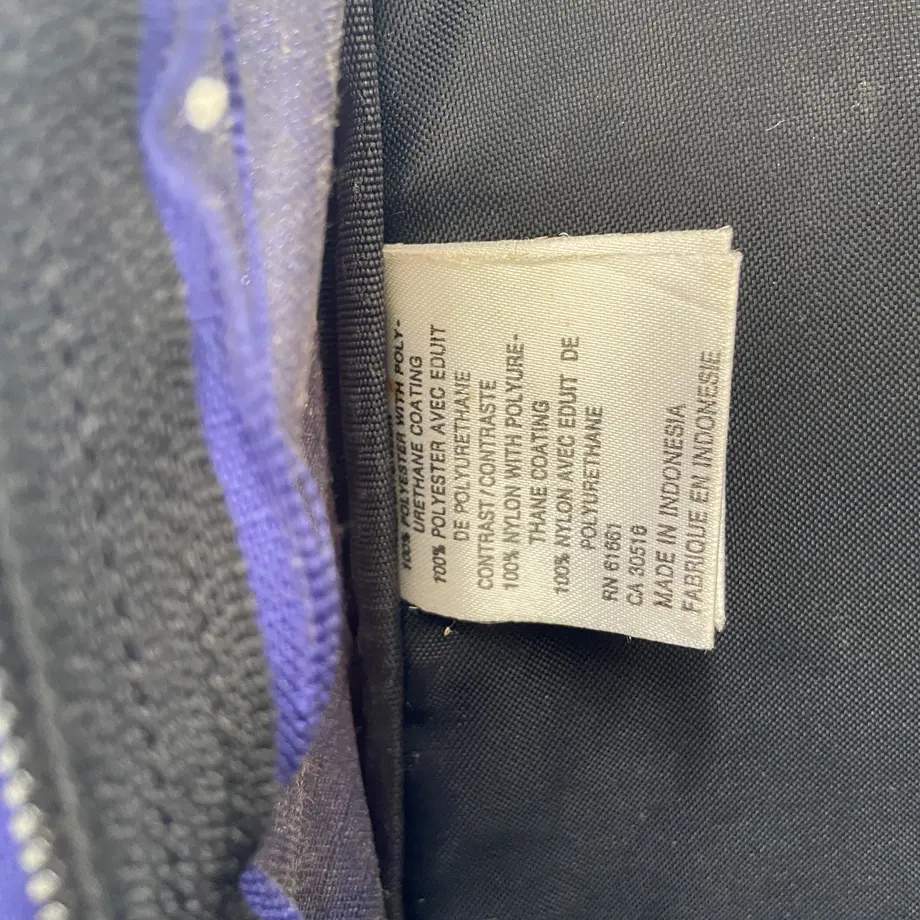 100% POLYESTER WITH POLY-
URETHANE COATING
100% POLYESTER AVEC EDUIT
DE POLYURETHANE
CONTRAST/CONTRASTE
100% NYLON WITH POLYURE-
THANE COATING
100% NYLON AVEC EDUIT DE
POLYURETHANE
RN 61661
CA 30516
MADE IN INDONESIA
FABRIQUE EN INDONESIE